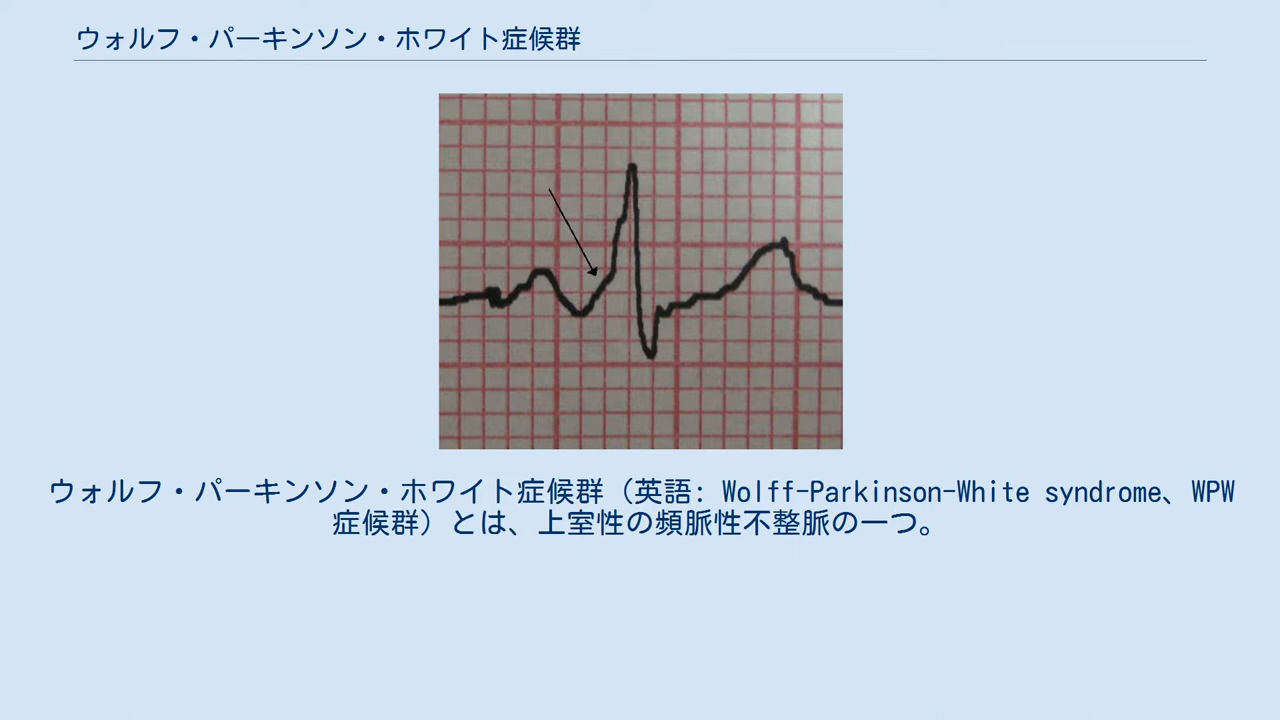 ウォルフ・パーキンソン・ホワイト症候群
ウォルフ・パーキンソン・ホワイト症候群（英語: Wolff-Parkinson-White syndrome、WPW
症候群）とは、上室性の頻脈性不整脈の一つ。